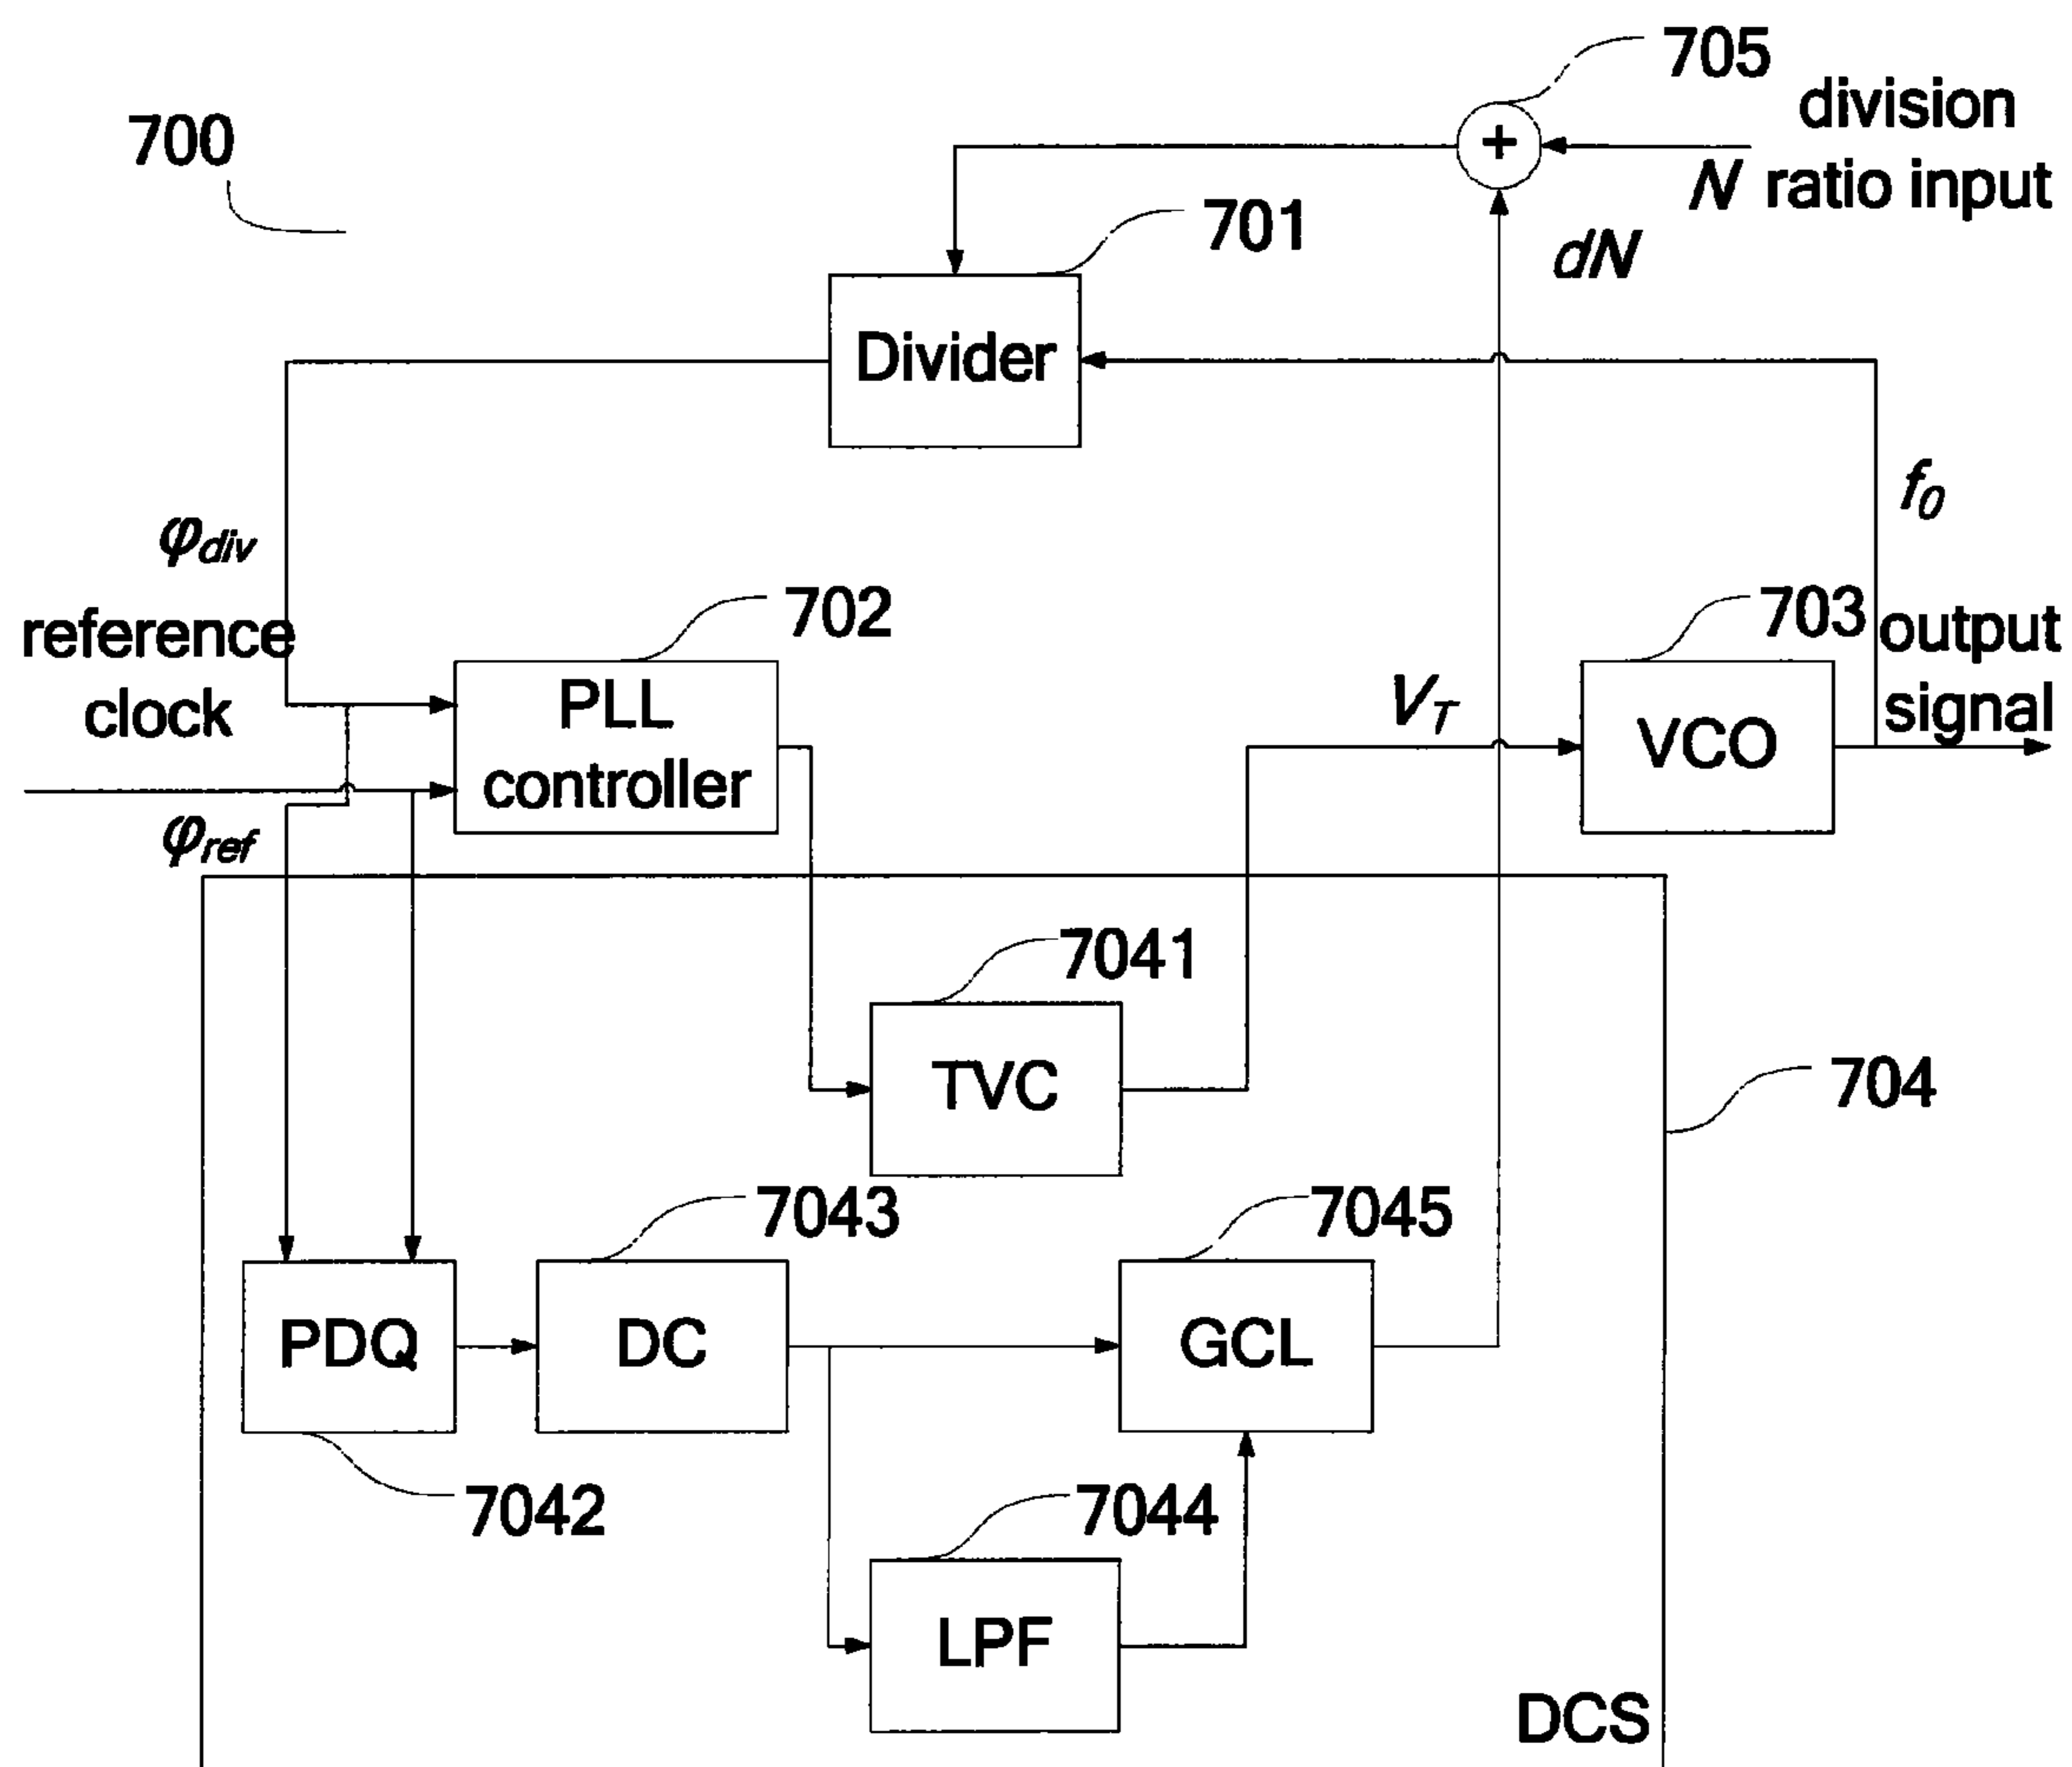 705
division
N ratio input
700
701
dN
Divider
f0
φdiv
702
703
reference
clock
output
signal
PLL
controller
VT
VCO
φref
7041
TVC
704
7043
7045
PDQ
DC
GCL
7042
7044
LPF
DCS
+